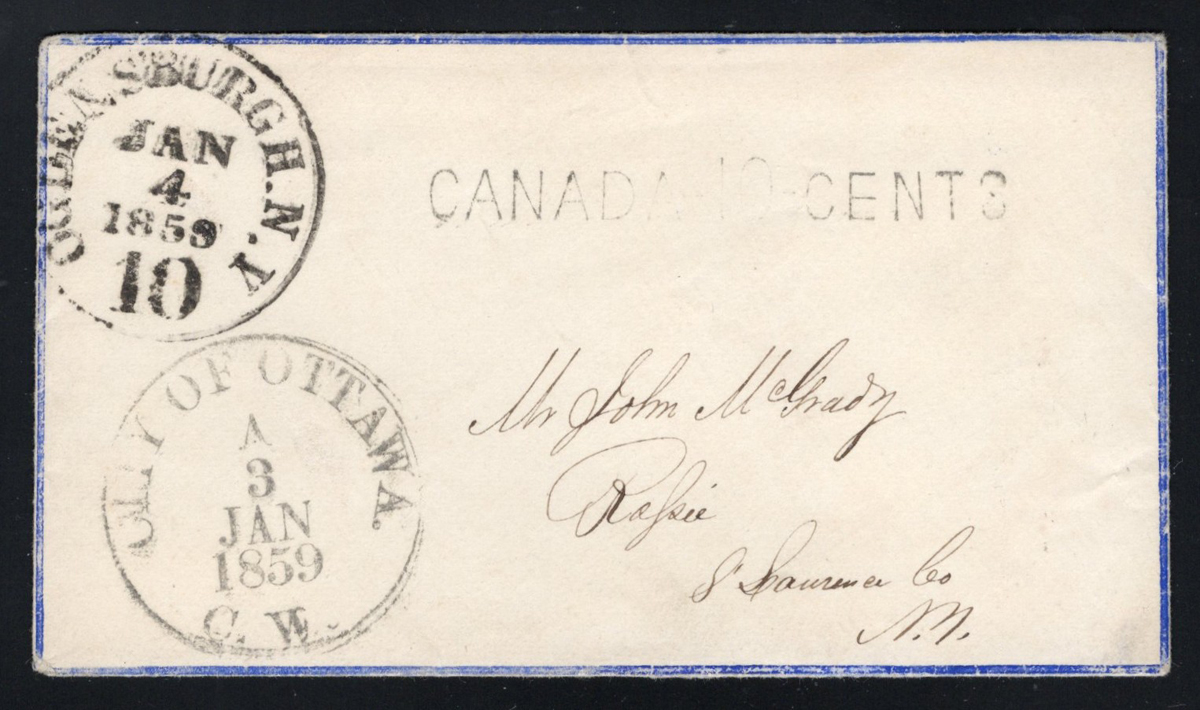 OGDENSBURGH. N. Y
JAN
4
1859
10
CANADA 10 CENTS
CITY OF OTTAWA.
A
3
JAN
1859
C. W.
Mr John McGrady
Rossie
St Laurence Co
N.Y.